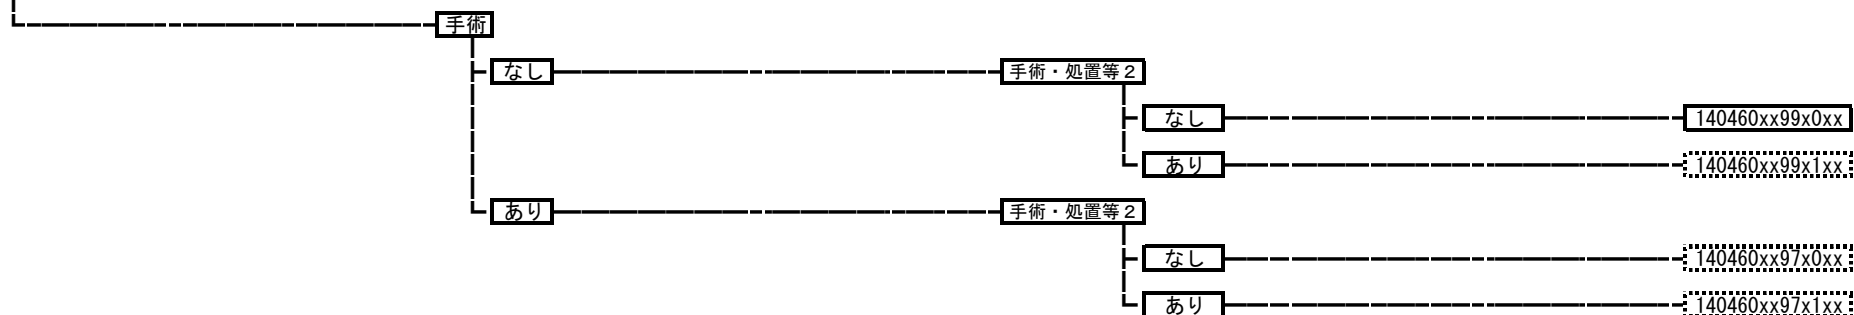 手術
なし 手術・処置等2
なし 140460xx99x0xx
あり 140460xx99x1xx
あり 手術・処置等2
なし 140460xx97x0xx
あり 140460xx97x1xx